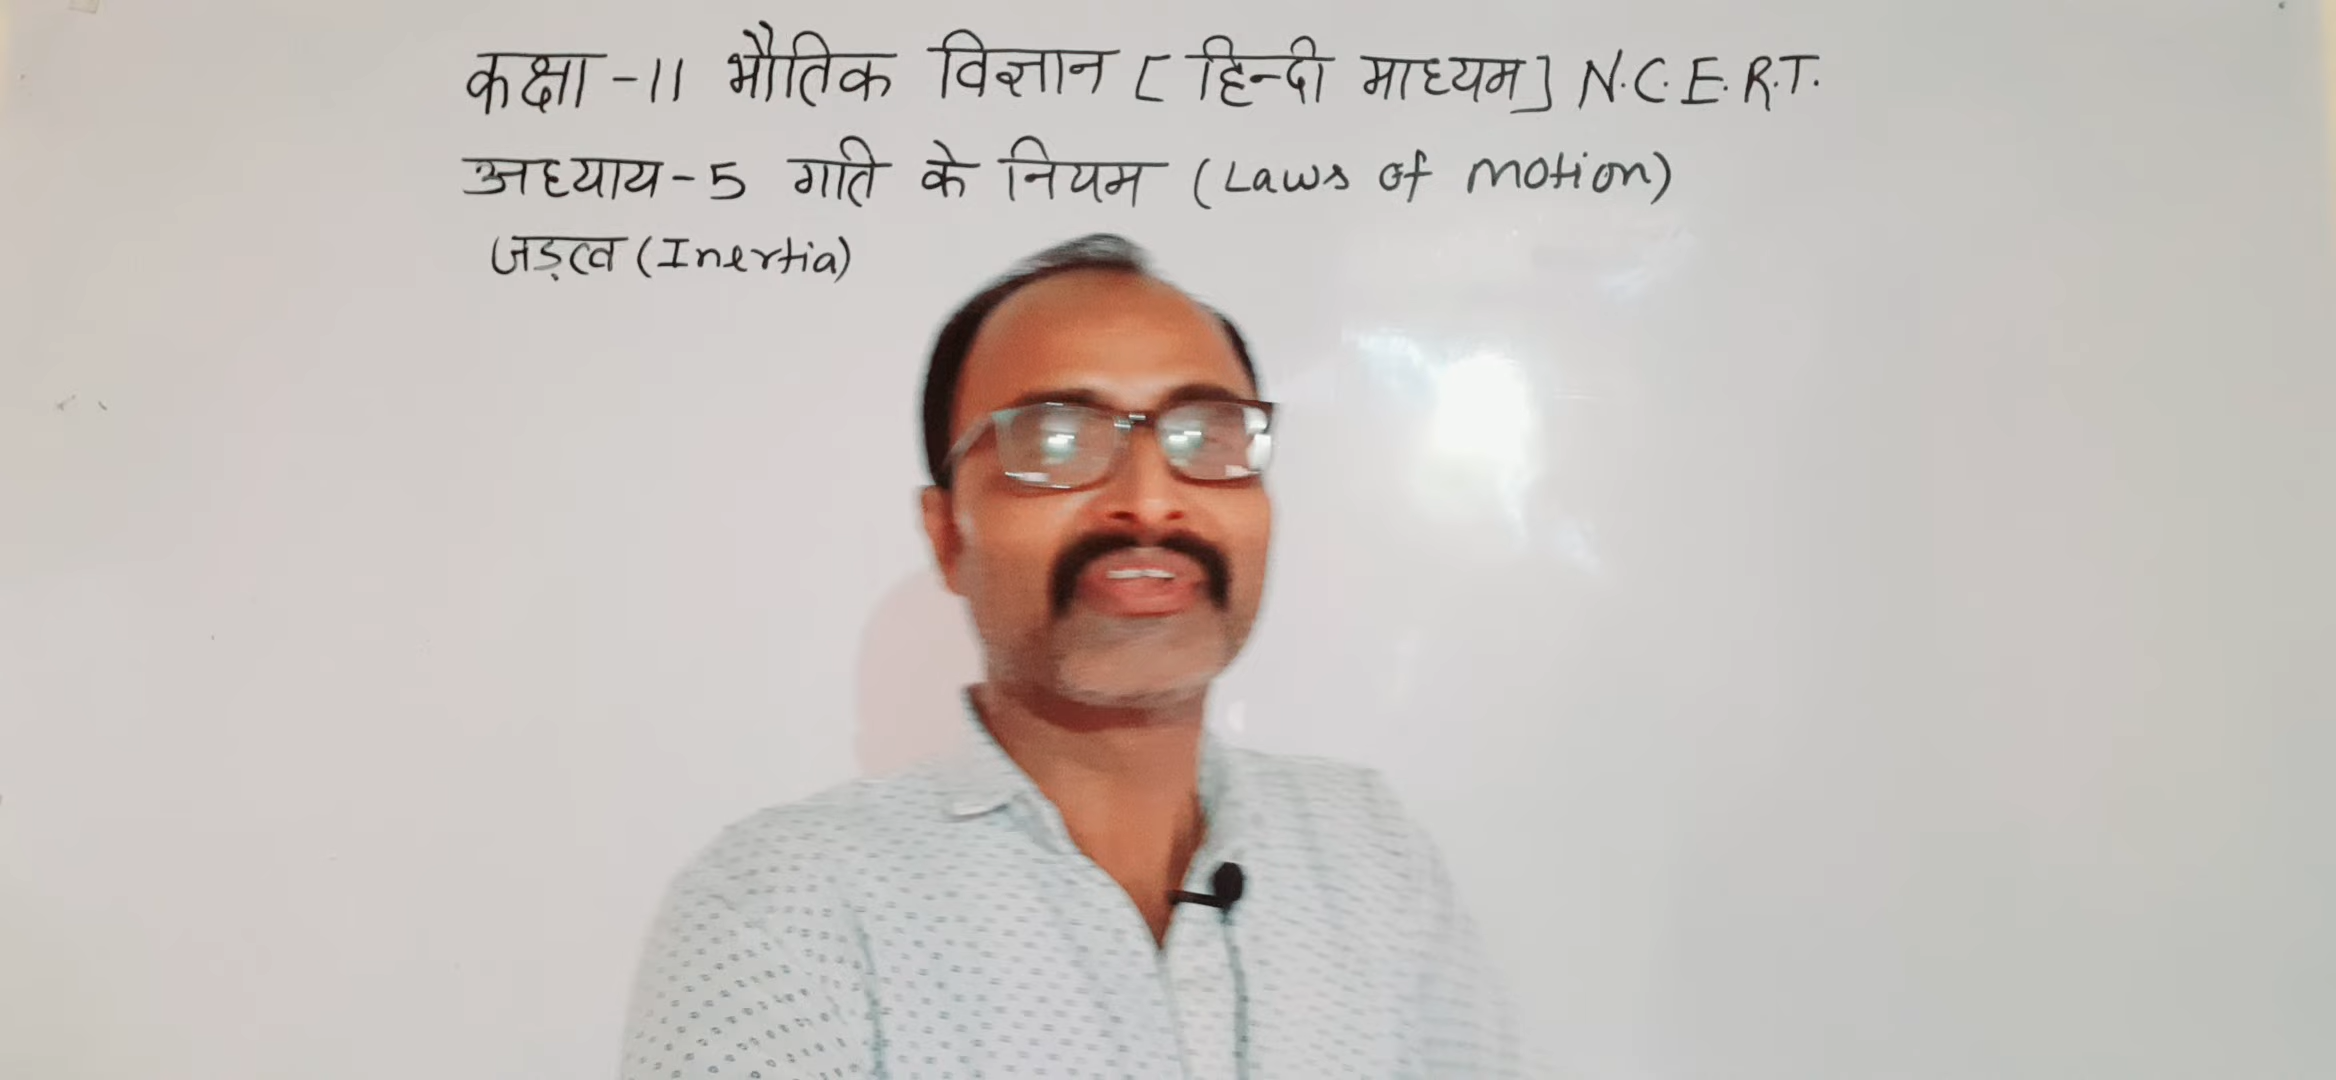 कक्षा -11 भौतिक विज्ञान [ हिन्दी माध्यम ] N.C.E.R.T.
अध्याय-5 गति के नियम (Laws of motion)
जड़त्व (Inertia)